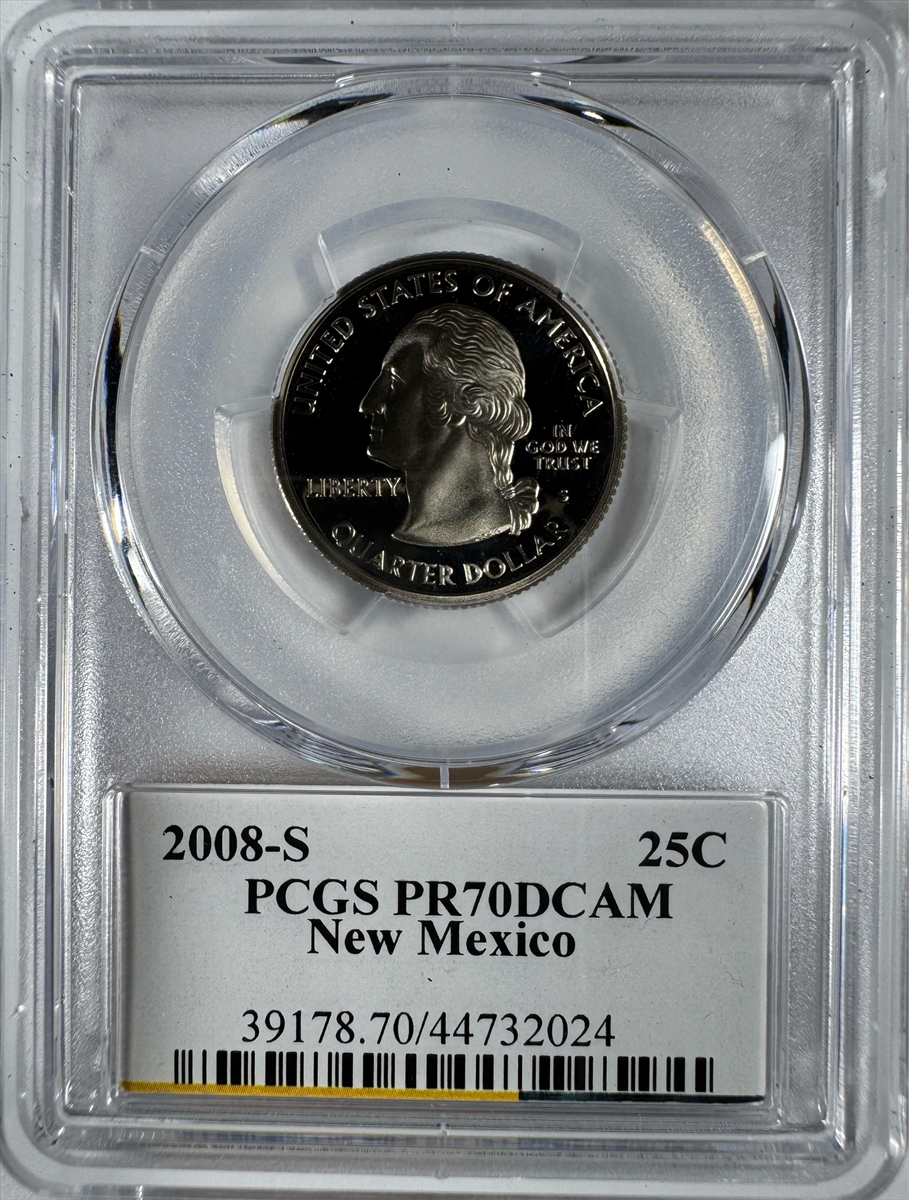 UNITED STATES OF AMERICA
IN
GOD WE
TRUST
LIBERTY
S
QUARTER DOLLAR
2008-S 25C
PCGS PR70DCAM
New Mexico
39178.70/44732024